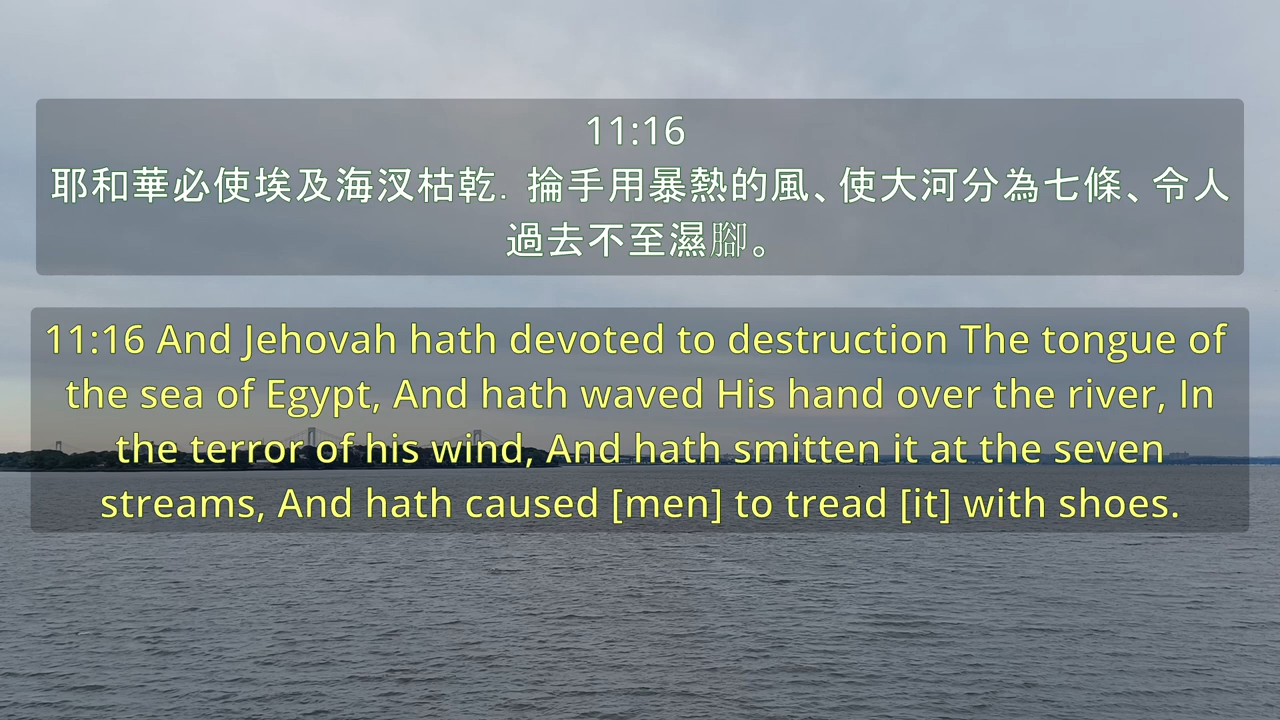 11:16
耶和華必使埃及海汊枯乾．掄手用暴熱的風、使大河分為七條、令人
過去不至濕腳。
11:16 And Jehovah hath devoted to destruction The tongue of
the sea of Egypt, And hath waved His hand over the river, In
the terror of his wind, And hath smitten it at the seven
streams, And hath caused [men] to tread [it] with shoes.